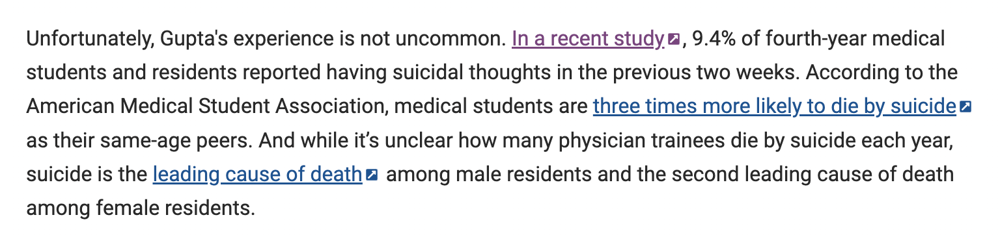 Unfortunately, Gupta's experience is not uncommon. In a recent study, 9.4% of fourth-year medical
students and residents reported having suicidal thoughts in the previous two weeks. According to the
American Medical Student Association, medical students are three times more likely to die by suicide
as their same-age peers. And while it’s unclear how many physician trainees die by suicide each year,
suicide is the leading cause of death among male residents and the second leading cause of death
among female residents.